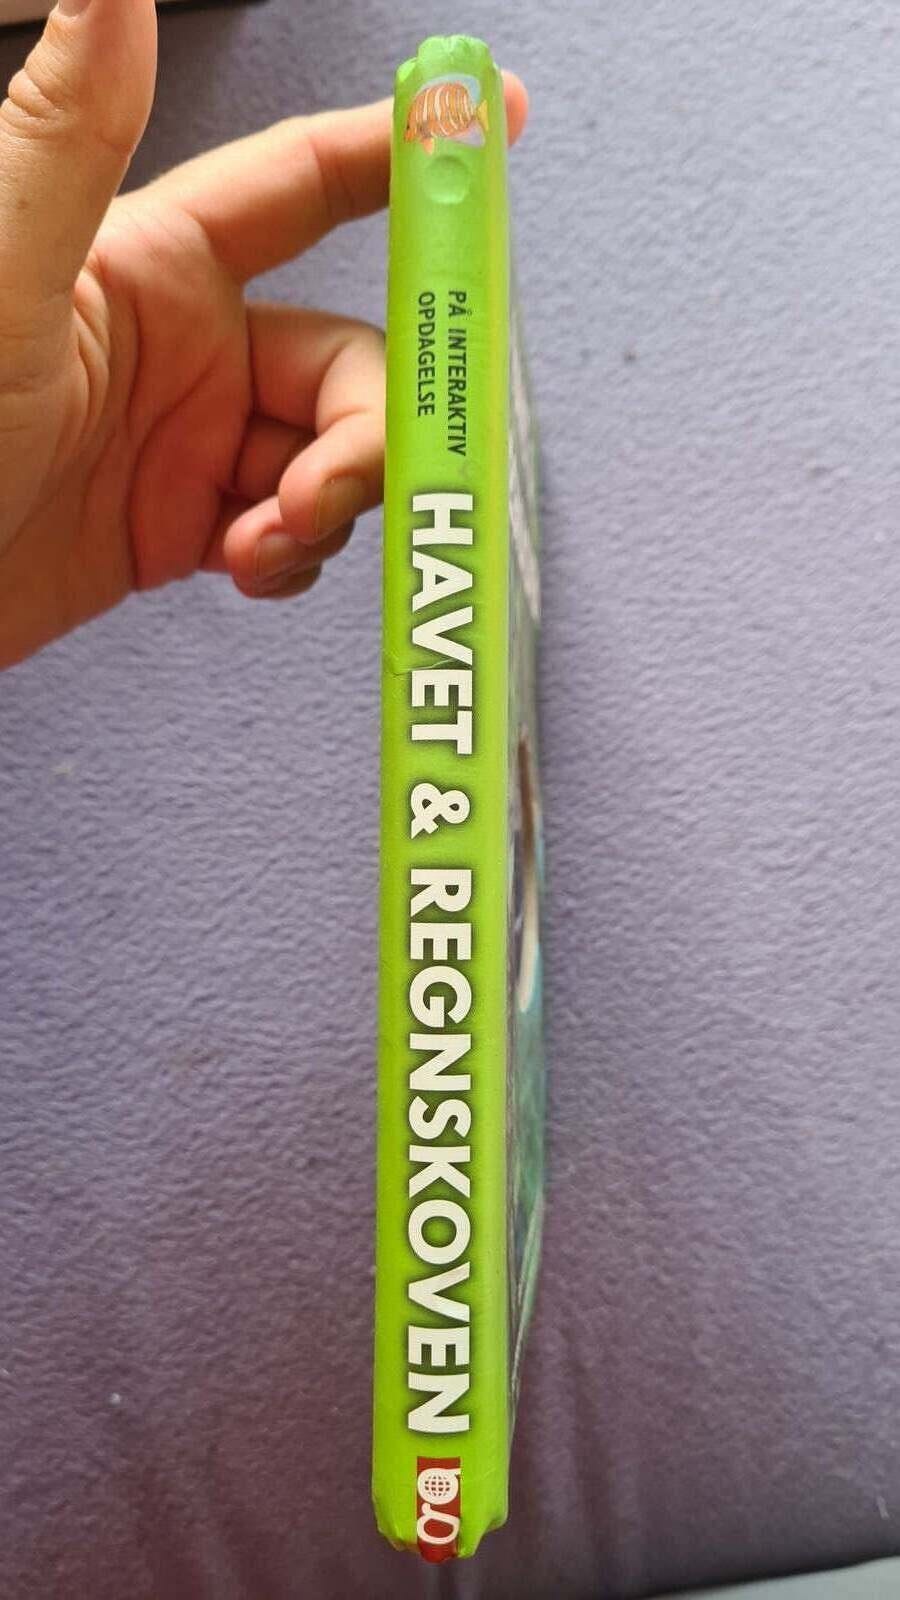 PÅ INTERAKTIV
OPDAGELSE
HAVET & REGNSKOVEN